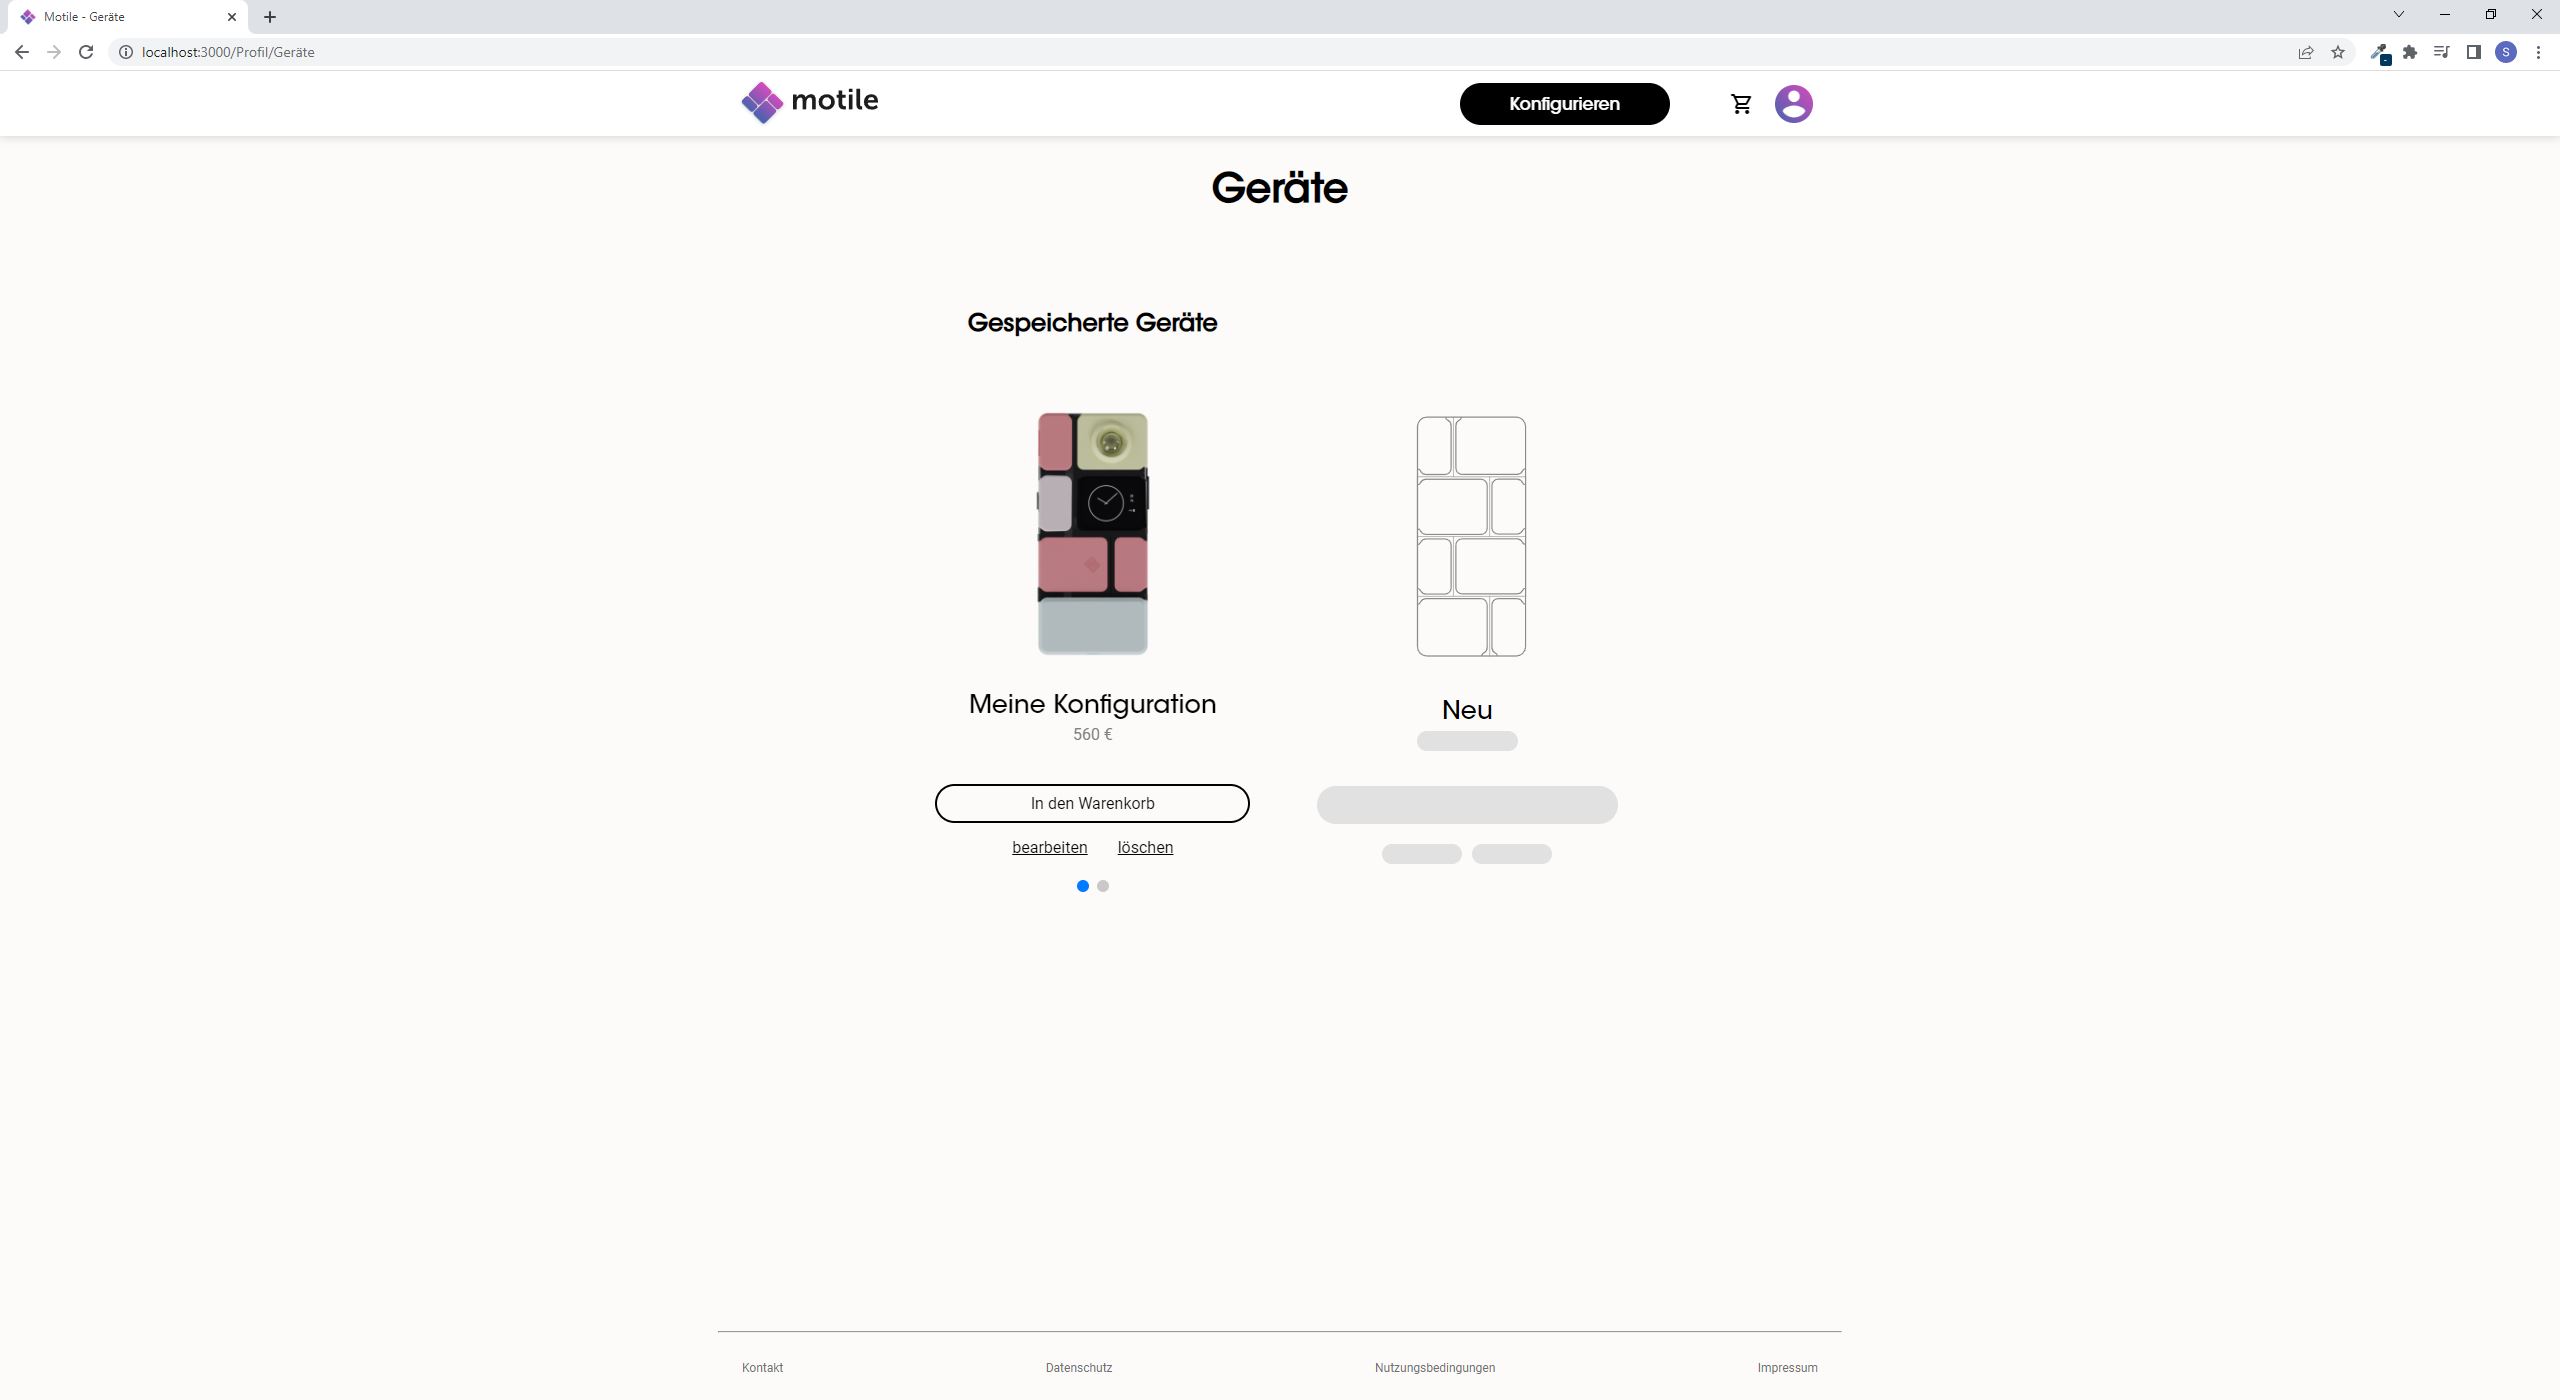 Motile - Geräte
localhost:3000/Profil/Geräte
S
motile
Konfigurieren
Geräte
Gespeicherte Geräte
Meine Konfiguration
560 €
In den Warenkorb
bearbeiten löschen
Neu
Kontakt Datenschutz Nutzungsbedingungen Impressum